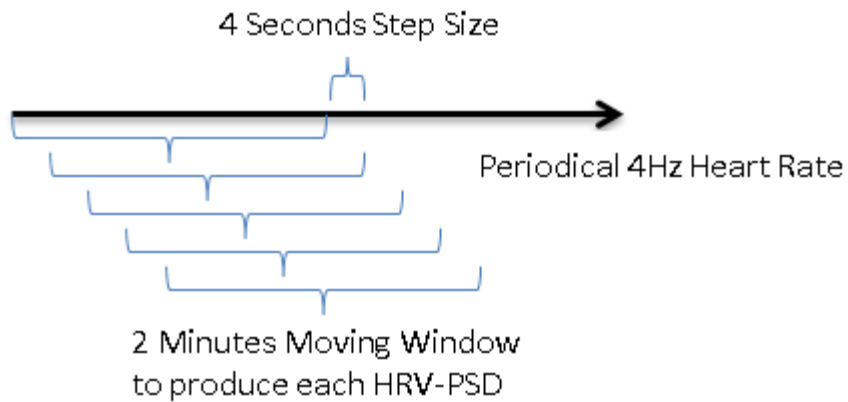 4 Seconds Step Size
Periodical 4Hz Heart Rate
2 Minutes Moving Window
to produce each HRV-PSD